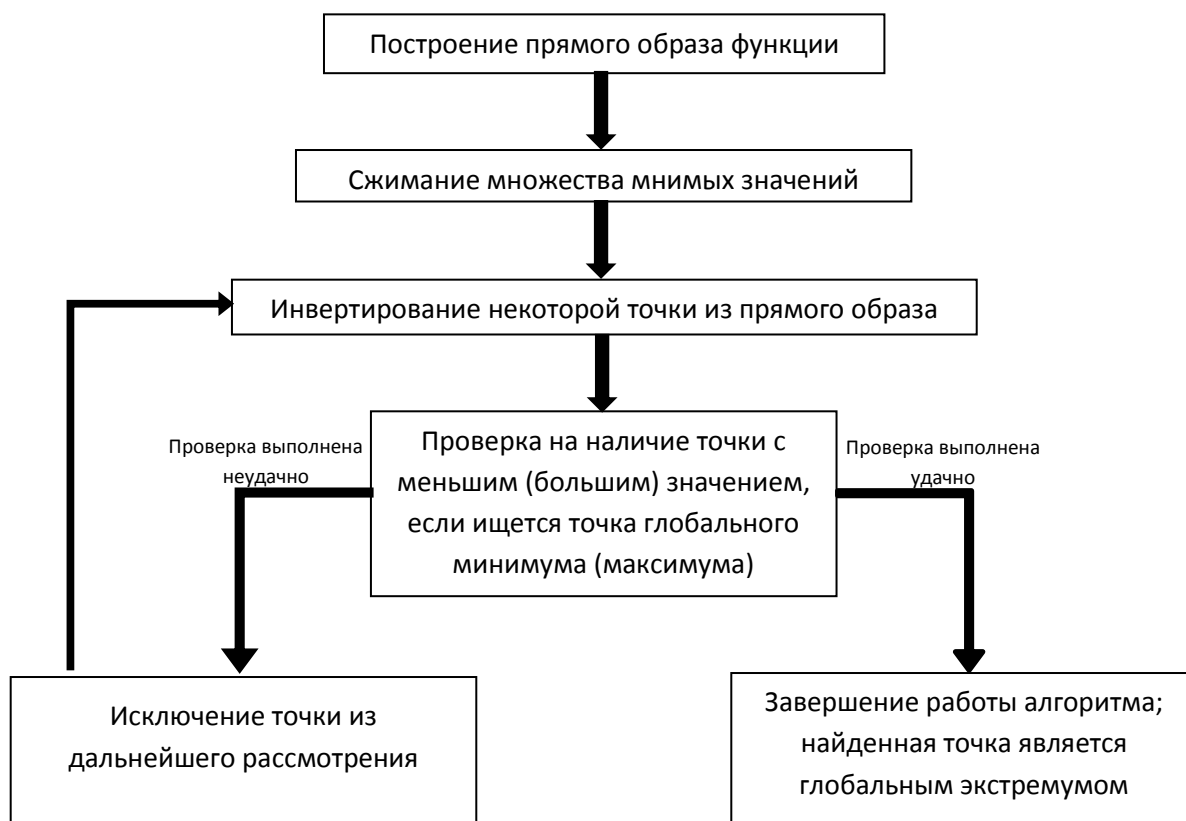 Построение прямого образа функции
Сжимание множества мнимых значений
Инвертирование некоторой точки из прямого образа
Проверка выполнена
неудачно
Проверка на наличие точки с
меньшим (большим) значением,
если ищется точка глобального
минимума (максимума)
Проверка выполнена
удачно
Исключение точки из
дальнейшего рассмотрения
Завершение работы алгоритма;
найденная точка является
глобальным экстремумом